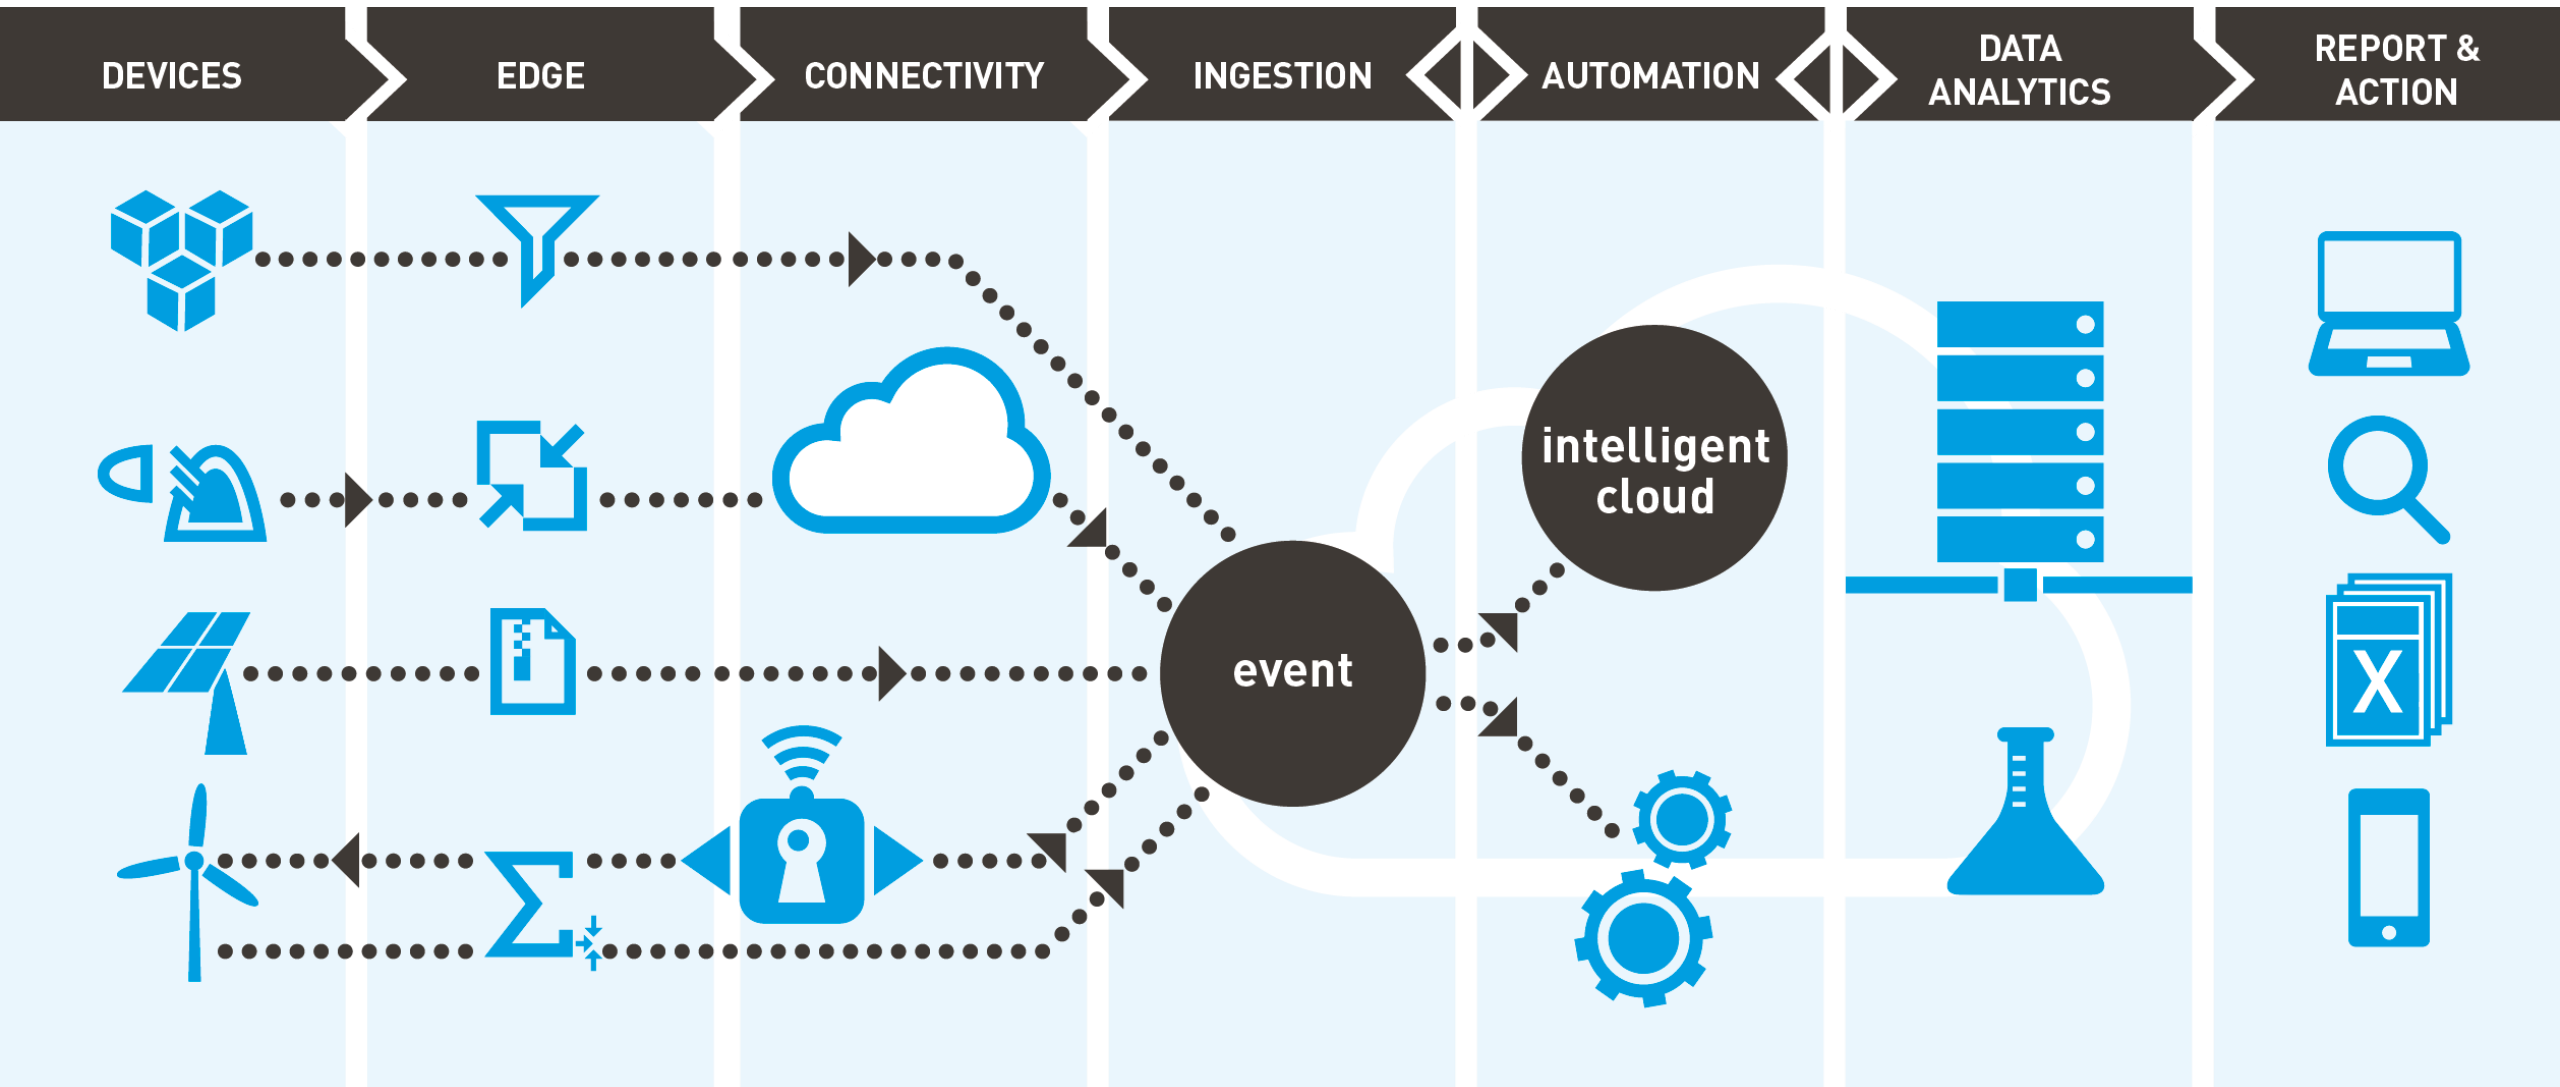 DEVICES
EDGE
CONNECTIVITY
INGESTION
AUTOMATION
DATA
ANALYTICS
REPORT &
ACTION
intelligent
cloud
event
X